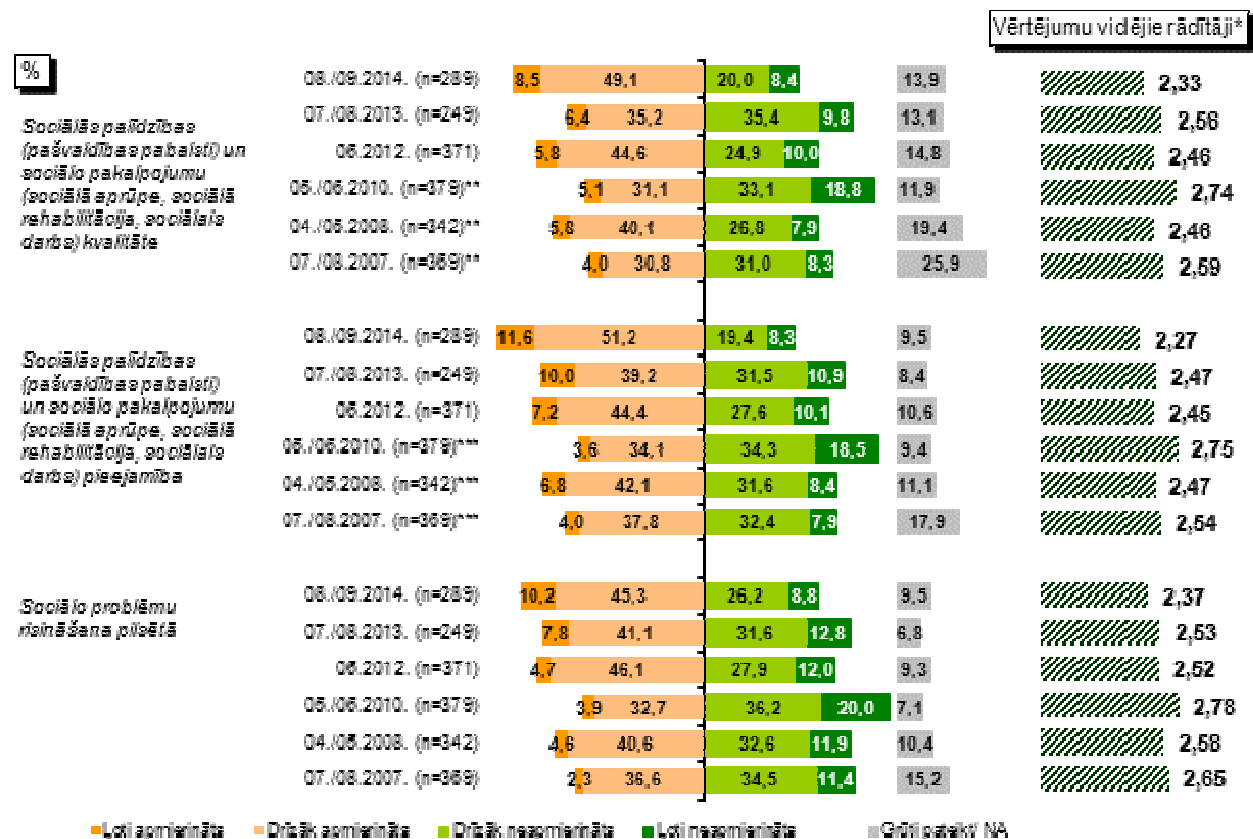 Vērtējumu vidējie rādītāji*
%
Sociālās palīdzības
(pašvaldības pabalsti) un
sociālo pakalpojumu
(sociālā aprūpe, sociālā
rehabilitācija, sociālais
darbs) kvalitāte
08./09.2014. (n=289) 8,5 49,1 20,0 8,4 13,9 2,33
07./08.2013. (n=249) 6,4 35,2 35,4 9,8 13,1 2,56
06.2012. (n=371) 5,8 44,6 24,9 10,0 14,8 2,46
05./06.2010. (n=379)** 5,1 31,1 33,1 18,8 11,9 2,74
04./05.2008. (n=342)** 5,8 40,1 26,8 7,9 19,4 2,46
07./08.2007. (n=369)** 4,0 30,8 31,0 8,3 25,9 2,59
Sociālās palīdzības
(pašvaldības pabalsti)
un sociālo pakalpojumu
(sociālā aprūpe, sociālā
rehabilitācija, sociālais
darbs) pieejamība
08./09.2014. (n=289) 11,6 51,2 19,4 8,3 9,5 2,27
07./08.2013. (n=249) 10,0 39,2 31,5 10,9 8,4 2,47
06.2012. (n=371) 7,2 44,4 27,6 10,1 10,6 2,45
05./06.2010. (n=379)*** 3,6 34,1 34,3 18,5 9,4 2,75
04./05.2008. (n=342)*** 6,8 42,1 31,6 8,4 11,1 2,47
07./08.2007. (n=369)*** 4,0 37,8 32,4 7,9 17,9 2,54
Sociālo problēmu
risināšana pilsētā
08./09.2014. (n=289) 10,2 45,3 26,2 8,8 9,5 2,37
07./08.2013. (n=249) 7,8 41,1 31,6 12,8 6,8 2,53
06.2012. (n=371) 4,7 46,1 27,9 12,0 9,3 2,52
05./06.2010. (n=379) 3,9 32,7 36,2 20,0 7,1 2,78
04./05.2008. (n=342) 4,6 40,6 32,6 11,9 10,4 2,58
07./08.2007. (n=369) 2,3 36,6 34,5 11,4 15,2 2,65
Ļoti apmierināts Drīzāk apmierināts Drīzāk neapmierināts Ļoti neapmierināts Grūti pateikt/ NA